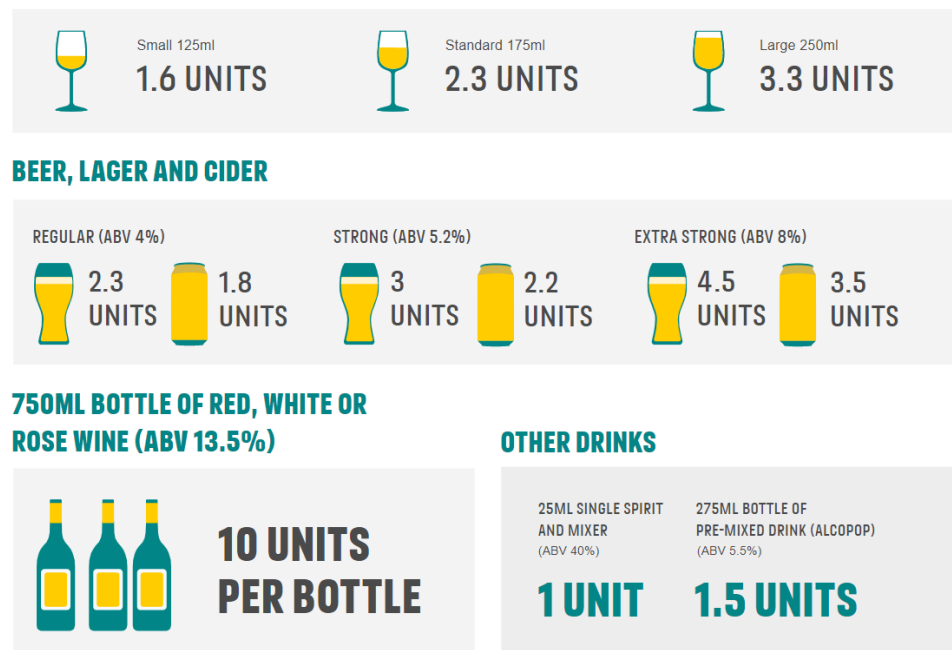 Small 125ml
1.6 UNITS
Standard 175ml
2.3 UNITS
Large 250ml
3.3 UNITS
BEER, LAGER AND CIDER
REGULAR (ABV 4%)
2.3
UNITS
1.8
UNITS
STRONG (ABV 5.2%)
3
UNITS
2.2
UNITS
EXTRA STRONG (ABV 8%)
4.5
UNITS
3.5
UNITS
750ML BOTTLE OF RED, WHITE OR
ROSE WINE (ABV 13.5%)
10 UNITS
PER BOTTLE
OTHER DRINKS
25ML SINGLE SPIRIT
AND MIXER
(ABV 40%)
1 UNIT
275ML BOTTLE OF
PRE-MIXED DRINK (ALCOPOP)
(ABV 5.5%)
1.5 UNITS